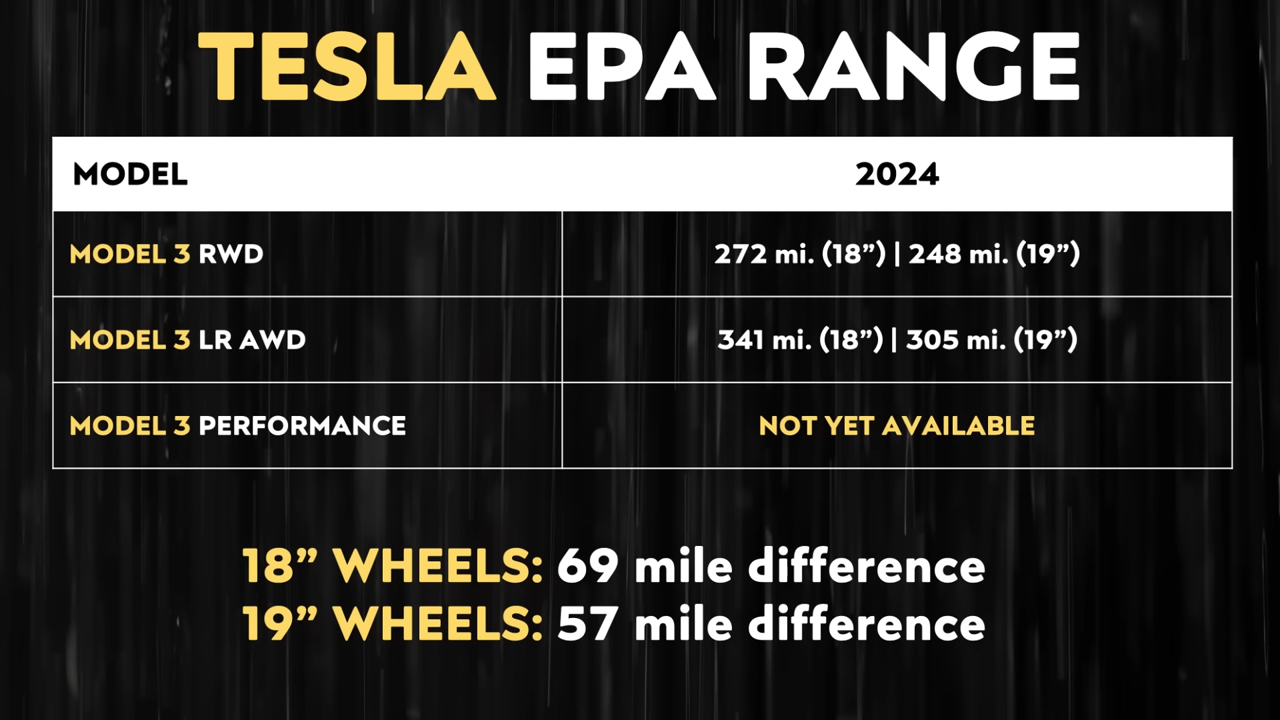 TESLA EPA RANGE
MODEL 2024
MODEL 3 RWD 272 mi. (18”) | 248 mi. (19”)
MODEL 3 LR AWD 341 mi. (18”) | 305 mi. (19”)
MODEL 3 PERFORMANCE NOT YET AVAILABLE
18” WHEELS: 69 mile difference
19” WHEELS: 57 mile difference